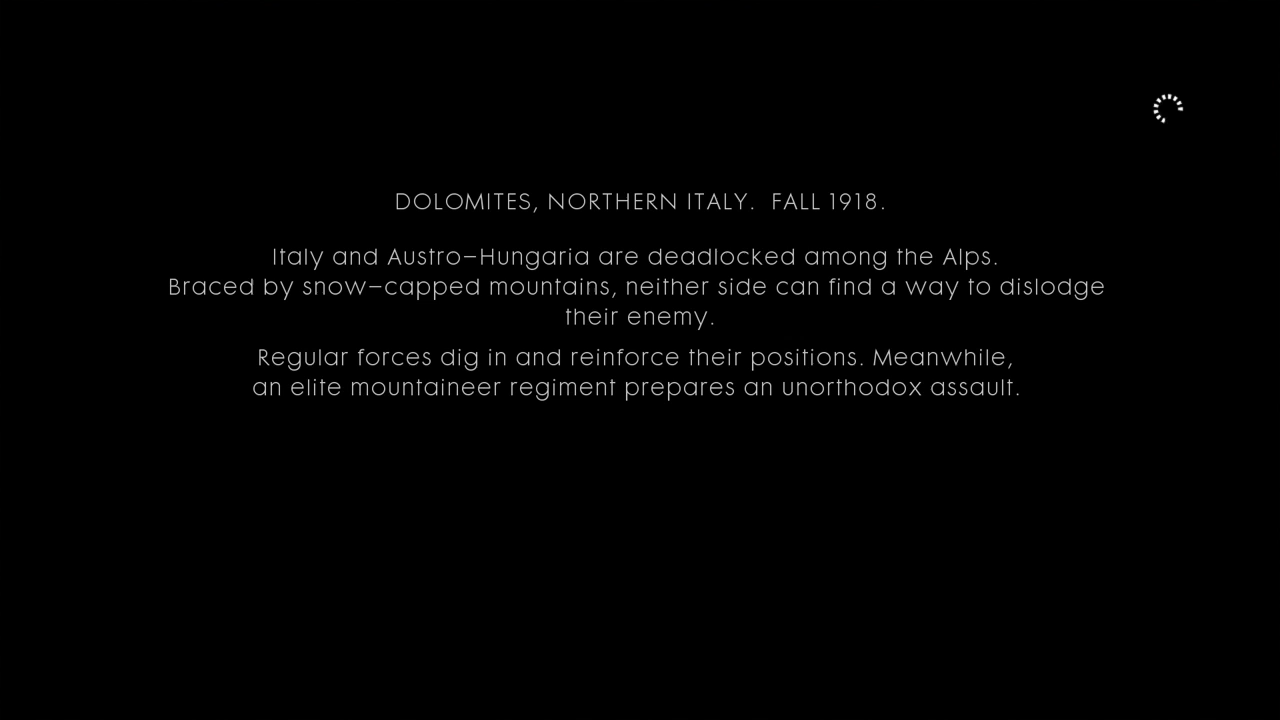 DOLOMITES, NORTHERN ITALY. FALL 1918.
Italy and Austro-Hungaria are deadlocked among the Alps.
Braced by snow-capped mountains, neither side can find a way to dislodge
their enemy.
Regular forces dig in and reinforce their positions. Meanwhile,
an elite mountaineer regiment prepares an unorthodox assault.